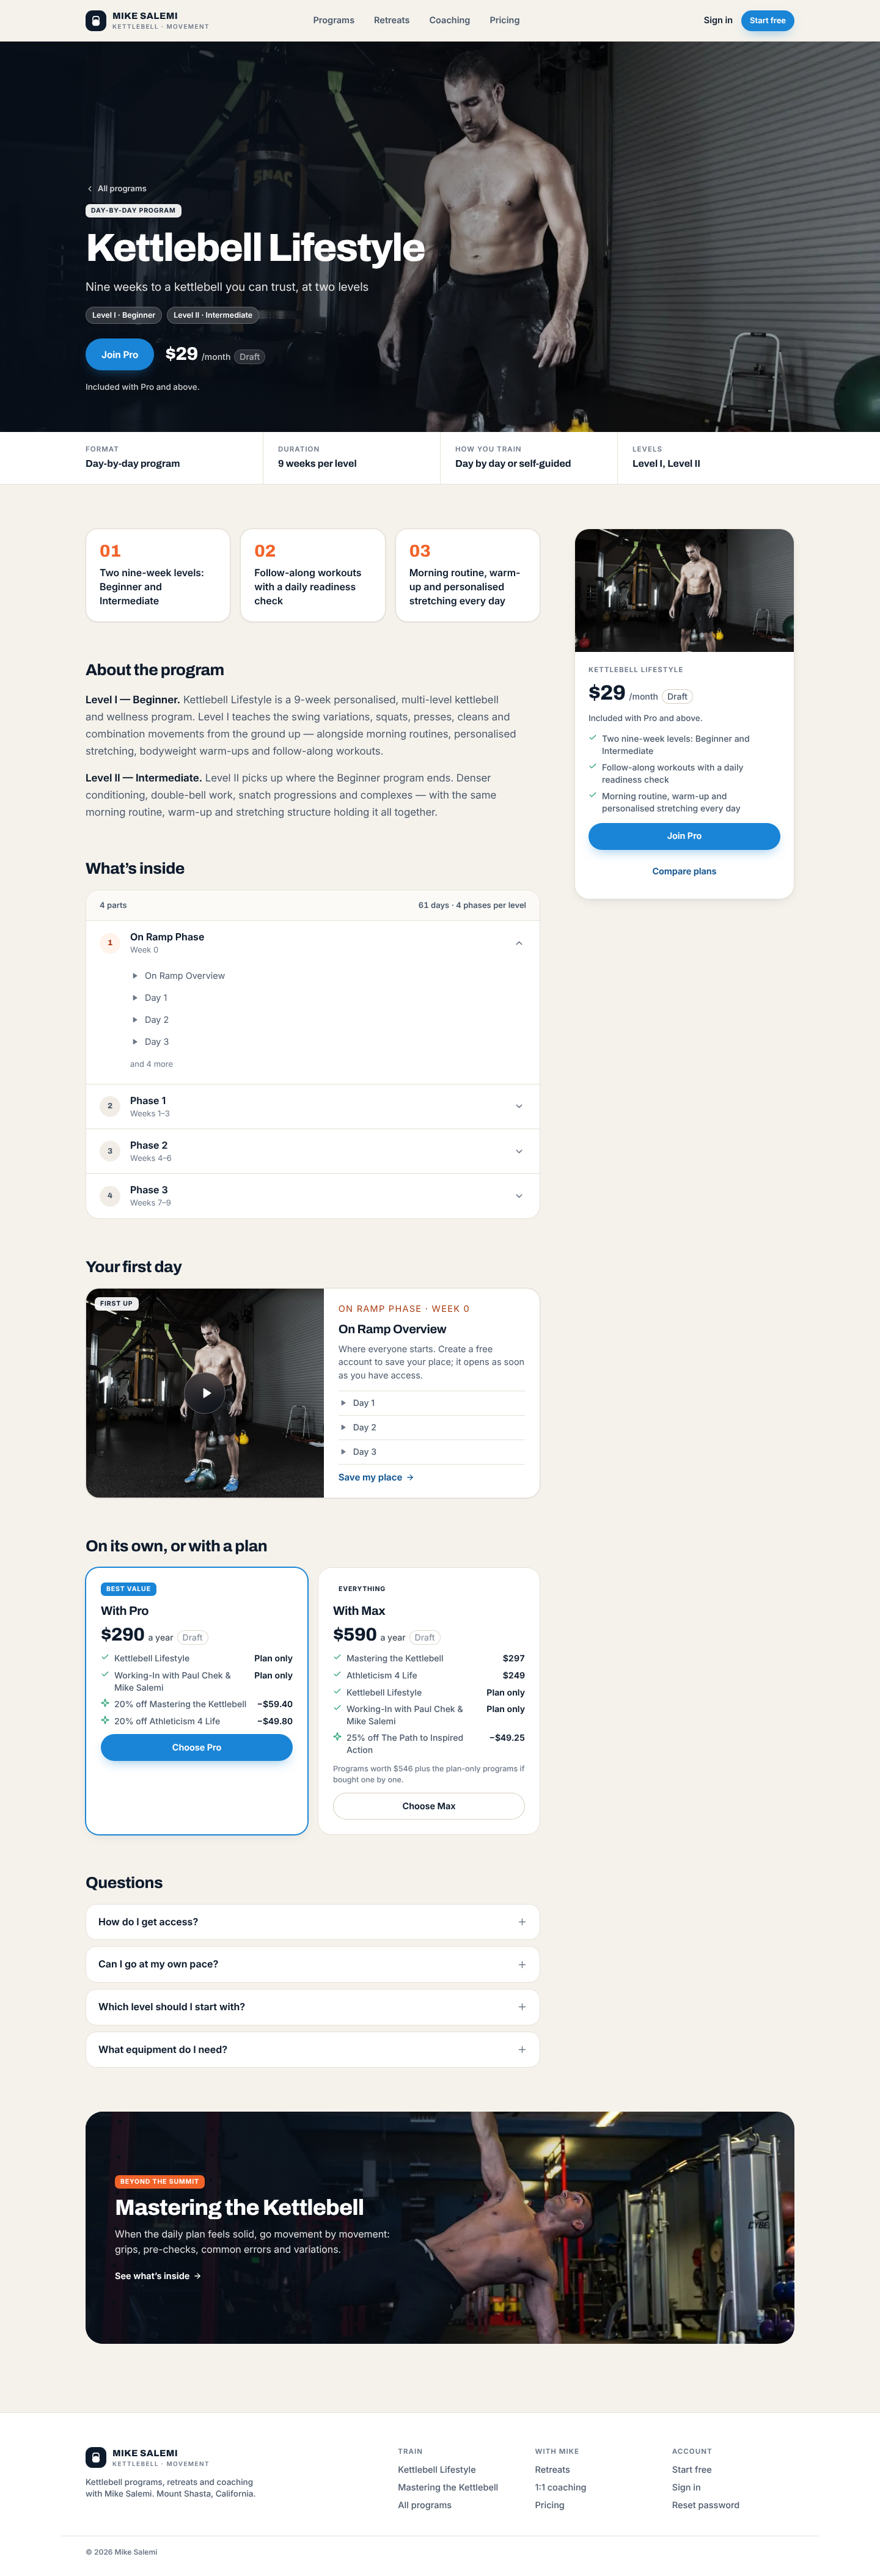 MIKE SALEMI
KETTLEBELL · MOVEMENT
Programs
Retreats
Coaching
Pricing
Sign in
Start free
All programs
DAY-BY-DAY PROGRAM
Kettlebell Lifestyle
Nine weeks to a kettlebell you can trust, at two levels
Level I · Beginner
Level II · Intermediate
Join Pro
$29 /month Draft
Included with Pro and above.
FORMAT
Day-by-day program
DURATION
9 weeks per level
HOW YOU TRAIN
Day by day or self-guided
LEVELS
Level I, Level II
01
Two nine-week levels:
Beginner and
Intermediate
02
Follow-along workouts
with a daily readiness
check
03
Morning routine, warm-
up and personalised
stretching every day
KETTLEBELL LIFESTYLE
$29 /month Draft
Included with Pro and above.
Two nine-week levels: Beginner and
Intermediate
Follow-along workouts with a daily
readiness check
Morning routine, warm-up and
personalised stretching every day
Join Pro
Compare plans
About the program
Level I — Beginner. Kettlebell Lifestyle is a 9-week personalised, multi-level kettlebell
and wellness program. Level I teaches the swing variations, squats, presses, cleans and
combination movements from the ground up — alongside morning routines, personalised
stretching, bodyweight warm-ups and follow-along workouts.
Level II — Intermediate. Level II picks up where the Beginner program ends. Denser
conditioning, double-bell work, snatch progressions and complexes — with the same
morning routine, warm-up and stretching structure holding it all together.
What's inside
4 parts
61 days · 4 phases per level
1
On Ramp Phase
Week 0
On Ramp Overview
Day 1
Day 2
Day 3
and 4 more
2
Phase 1
Weeks 1–3
3
Phase 2
Weeks 4–6
4
Phase 3
Weeks 7–9
Your first day
FIRST UP
ON RAMP PHASE · WEEK 0
On Ramp Overview
Where everyone starts. Create a free
account to save your place; it opens as soon
as you have access.
Day 1
Day 2
Day 3
Save my place →
On its own, or with a plan
BEST VALUE
With Pro
$290 a year Draft
Kettlebell Lifestyle Plan only
Working-In with Paul Chek & Plan only
Mike Salemi
20% off Mastering the Kettlebell −$59.40
20% off Athleticism 4 Life −$49.80
Choose Pro
EVERYTHING
With Max
$590 a year Draft
Mastering the Kettlebell $297
Athleticism 4 Life $249
Kettlebell Lifestyle Plan only
Working-In with Paul Chek & Plan only
Mike Salemi
25% off The Path to Inspired −$49.25
Action
Programs worth $546 plus the plan-only programs if
bought one by one.
Choose Max
Questions
How do I get access?
Can I go at my own pace?
Which level should I start with?
What equipment do I need?
BEYOND THE SUMMIT
Mastering the Kettlebell
When the daily plan feels solid, go movement by movement:
grips, pre-checks, common errors and variations.
See what's inside →
MIKE SALEMI
KETTLEBELL · MOVEMENT
Kettlebell programs, retreats and coaching
with Mike Salemi. Mount Shasta, California.
TRAIN
Kettlebell Lifestyle
Mastering the Kettlebell
All programs
WITH MIKE
Retreats
1:1 coaching
Pricing
ACCOUNT
Start free
Sign in
Reset password
© 2026 Mike Salemi